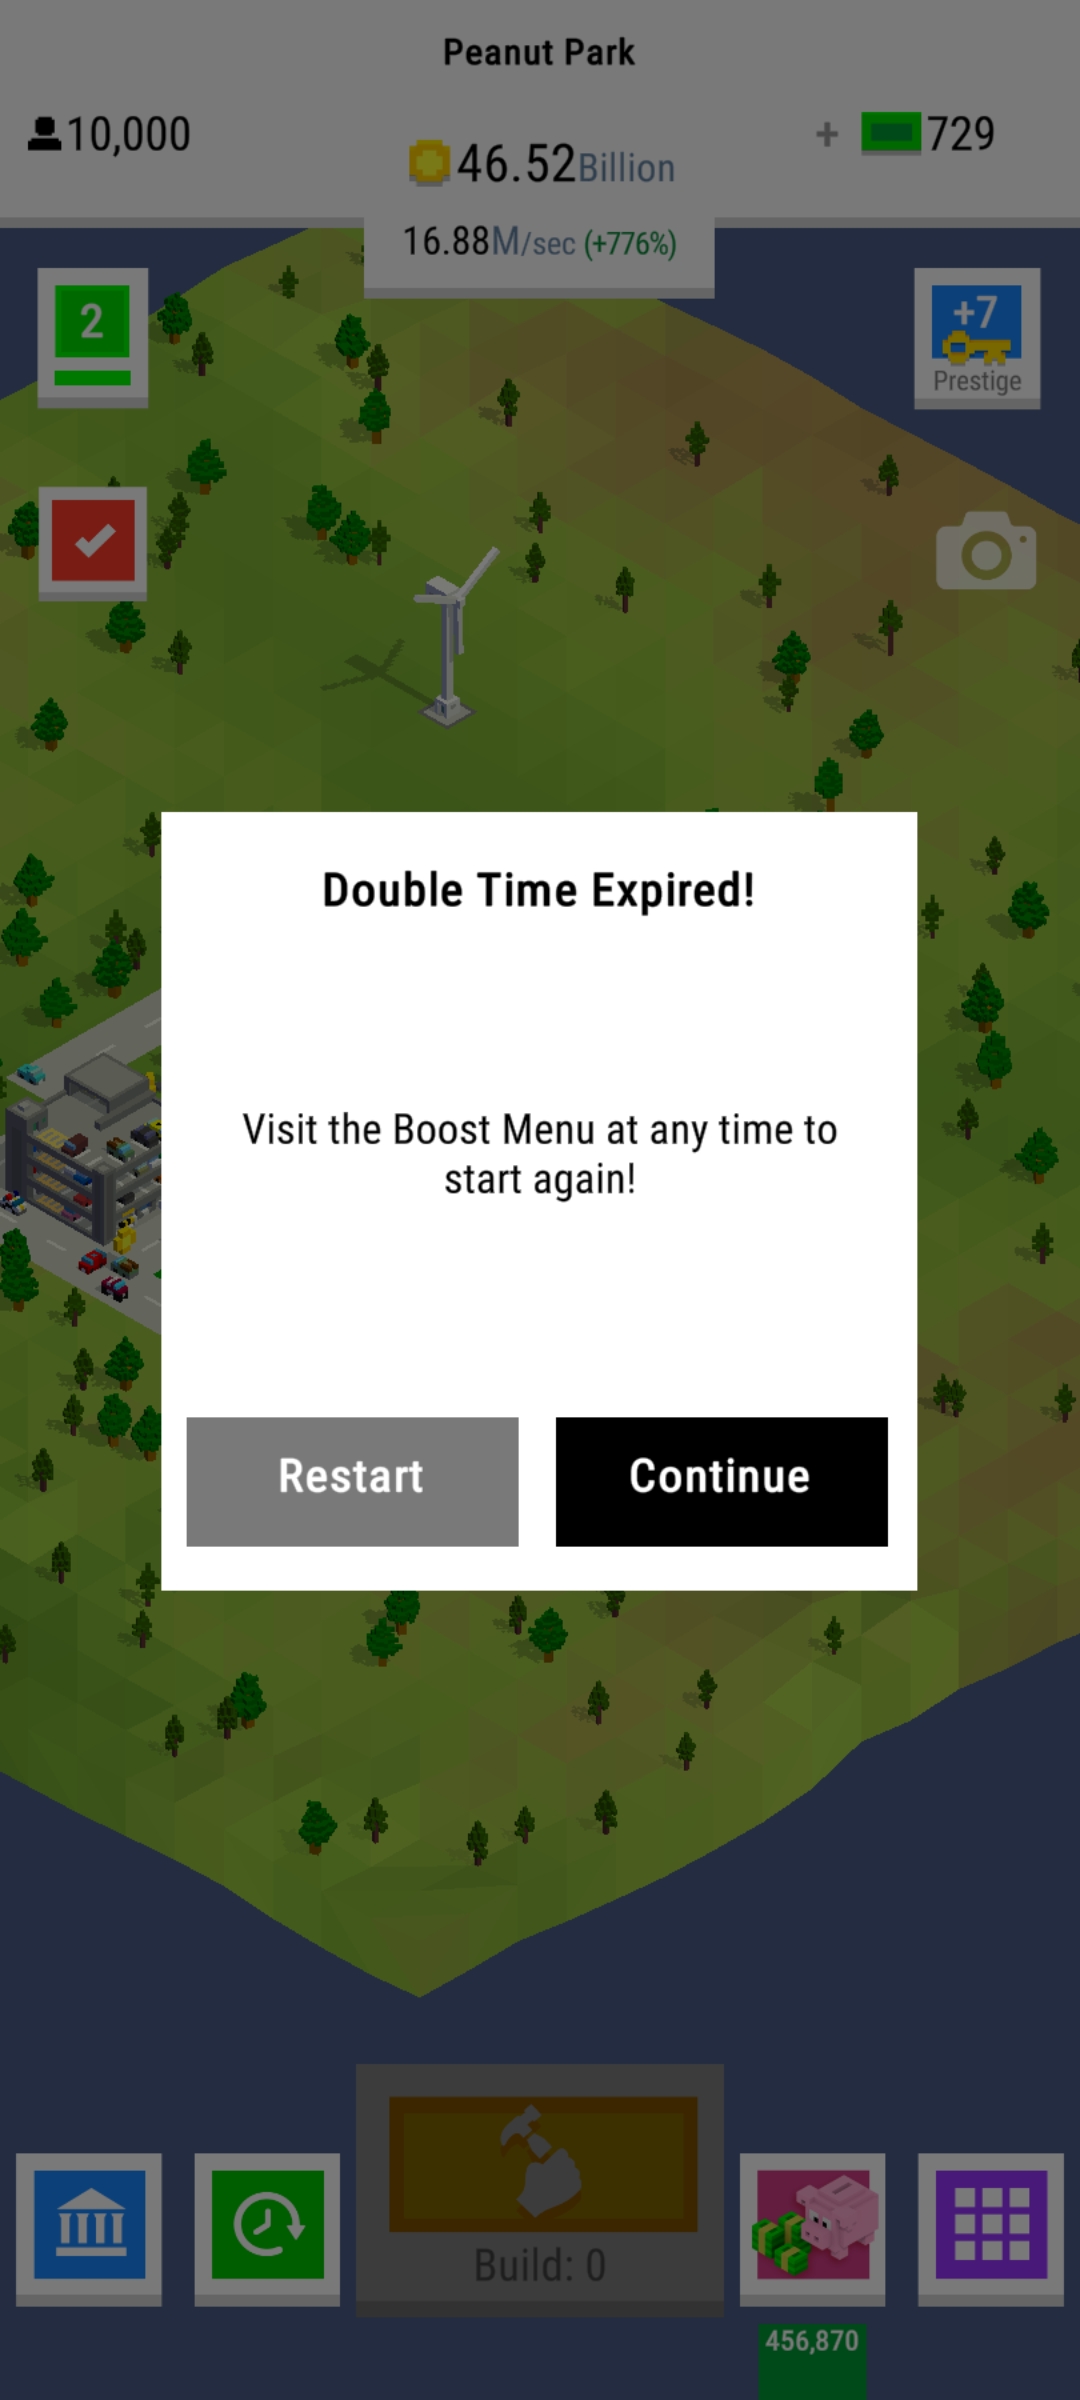 Peanut Park
10,000
46.52Billion
+ 729
16.88M/sec (+776%)
2
+7
Prestige
Double Time Expired!
Visit the Boost Menu at any time to
start again!
Restart
Continue
Build: 0
456,870